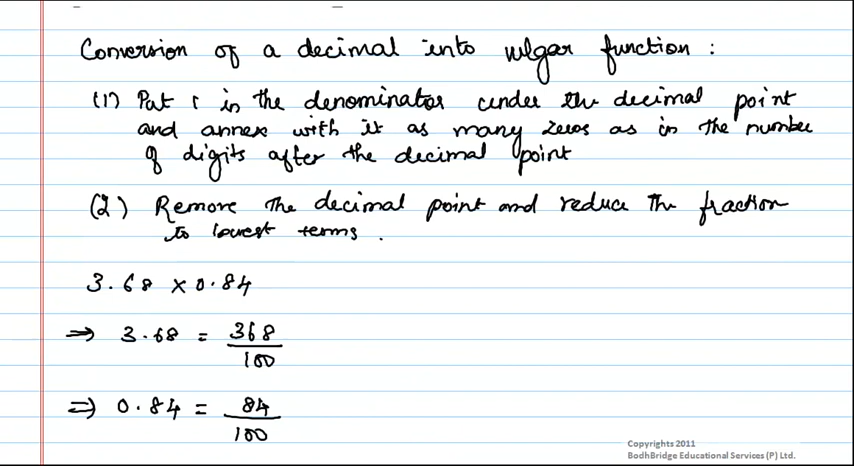 Conversion of a decimal into vulgar function :
(1) Put 1 in the denominator under the decimal point
and annex with it as many zeros as in the number
of digits after the decimal point
(2) Remove the decimal point and reduce the fraction
to lowest terms .
3.68 x 0.84
⇒ 3.68 = 368
100
⇒ 0.84 = 84
100
Copyrights 2011
BodhBridge Educational Services (P) Ltd.